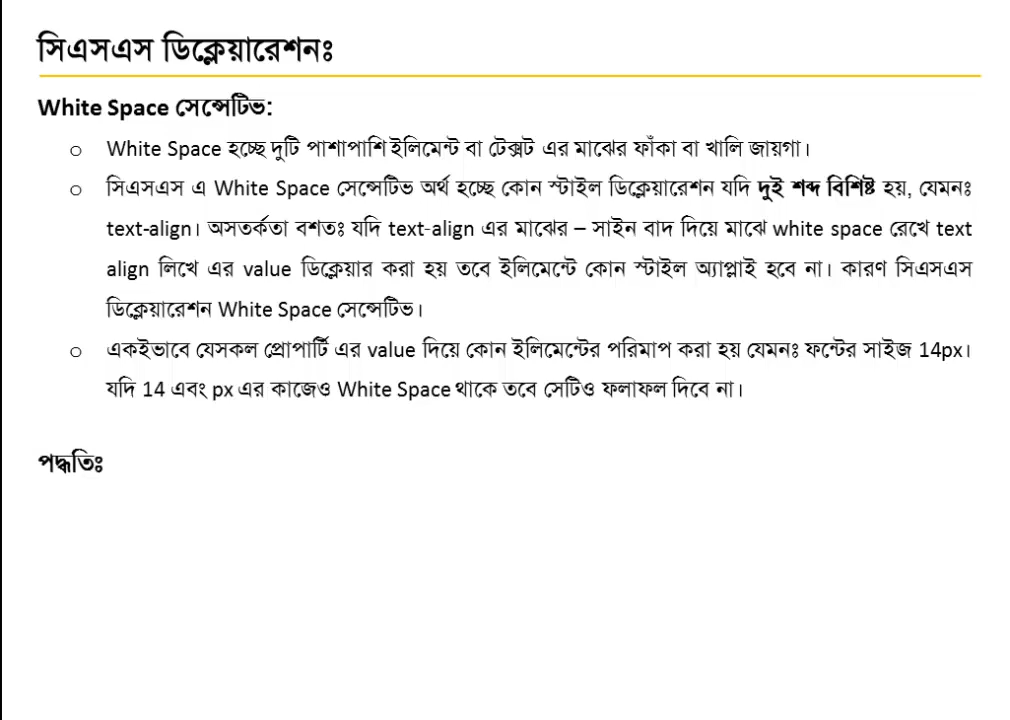 সিএসএস ডিক্লেয়ারেশনঃ
White Space সেন্সেটিভ:
o White Space হচ্ছে দুটি পাশাপাশি ইলিমেন্ট বা টেক্সট এর মাঝের ফাঁকা বা খালি জায়গা।
o সিএসএস এ White Space সেন্সেটিভ অর্থ হচ্ছে কোন স্টাইল ডিক্লেয়ারেশন যদি দুই শব্দ বিশিষ্ট হয়, যেমনঃ
text-align। অসতর্কতা বশতঃ যদি text-align এর মাঝের – সাইন বাদ দিয়ে মাঝে white space রেখে text
align লিখে এর value ডিক্লেয়ার করা হয় তবে ইলিমেন্টে কোন স্টাইল অ্যাপ্লাই হবে না। কারণ সিএসএস
ডিক্লেয়ারেশন White Space সেন্সেটিভ।
o একইভাবে যেসকল প্রোপার্টি এর value দিয়ে কোন ইলিমেন্টের পরিমাপ করা হয় যেমনঃ ফন্টের সাইজ 14px।
যদি 14 এবং px এর কাজেও White Space থাকে তবে সেটিও ফলাফল দিবে না।
পদ্ধতিঃ